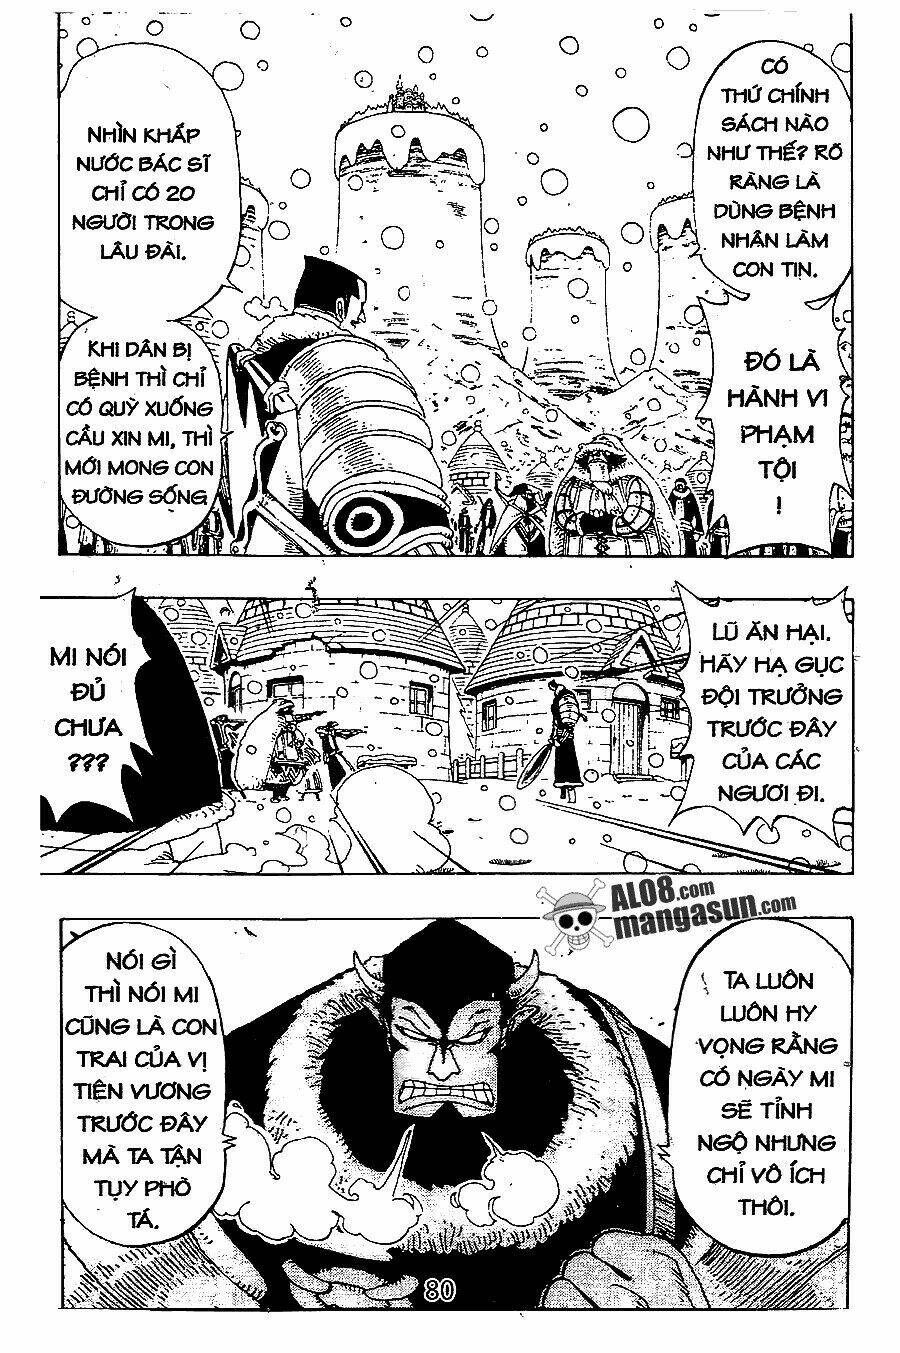 CÓ
THỨ CHÍNH
SÁCH NÀO
NHƯ THẾ? RÕ
RÀNG LÀ
DÙNG BỆNH
NHÂN LÀM
CON TIN.
ĐÓ LÀ
HÀNH VI
PHẠM
TỘI
!
NHÌN KHẮP
NƯỚC BÁC SĨ
CHỈ CÓ 20
NGƯỜI TRONG
LÂU ĐÀI.
KHI DÂN BỊ
BỆNH THÌ CHỈ
CÓ QUỲ XUỐNG
CẦU XIN MI, THÌ
MỚI MONG CON
ĐƯỜNG SỐNG
LŨ ĂN HẠI.
HÃY HẠ GỤC
ĐỘI TRƯỞNG
TRƯỚC ĐÂY
CỦA CÁC
NGƯƠI ĐI.
MI NÓI
ĐỦ
CHƯA
???
AL08.com
mangasun.com
TA LUÔN
LUÔN HY
VỌNG RẰNG
CÓ NGÀY MI
SẼ TỈNH
NGỘ NHƯNG
CHỈ VÔ ÍCH
THÔI.
NÓI GÌ
THÌ NÓI MI
CŨNG LÀ CON
TRAI CỦA VỊ
TIÊN VƯƠNG
TRƯỚC ĐÂY
MÀ TA TẬN
TỤY PHÒ
TÁ.
80